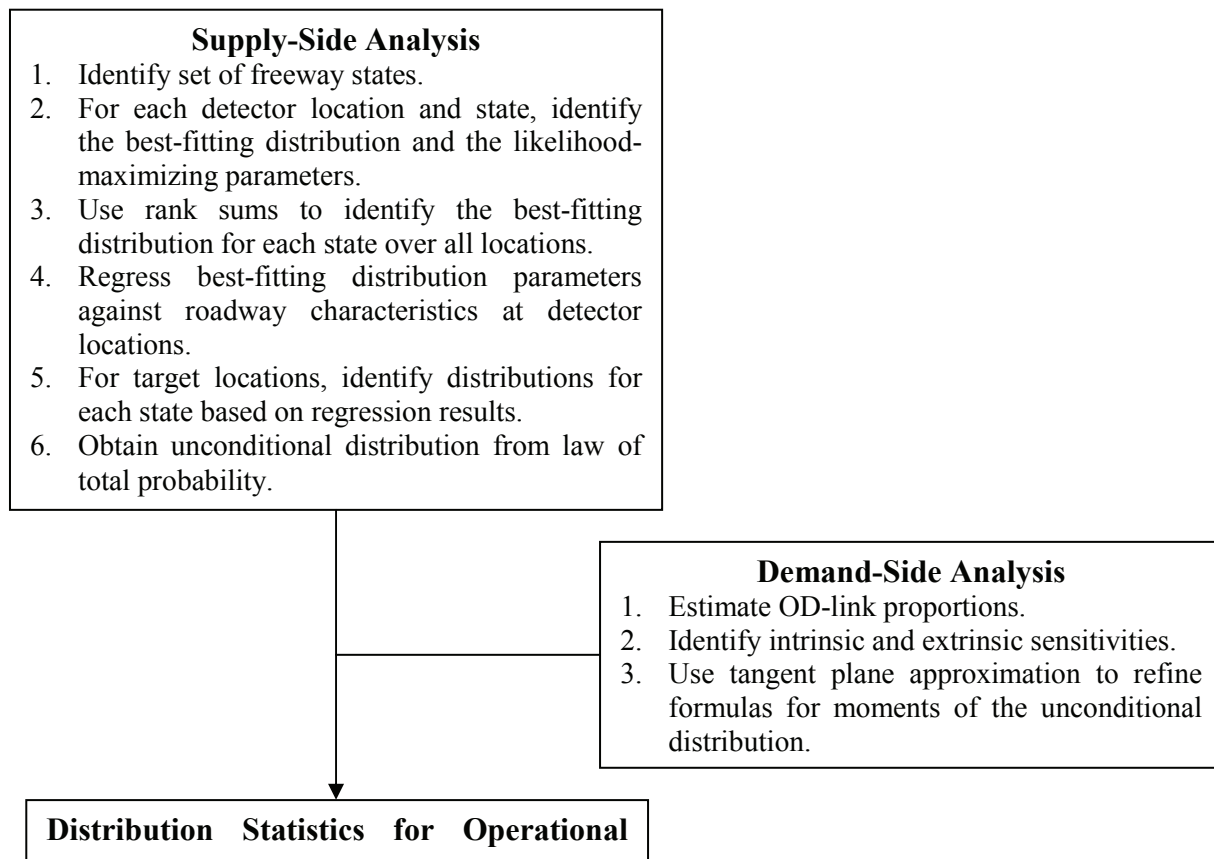 Supply-Side Analysis
1. Identify set of freeway states.
2. For each detector location and state, identify
the best-fitting distribution and the likelihood-
maximizing parameters.
3. Use rank sums to identify the best-fitting
distribution for each state over all locations.
4. Regress best-fitting distribution parameters
against roadway characteristics at detector
locations.
5. For target locations, identify distributions for
each state based on regression results.
6. Obtain unconditional distribution from law of
total probability.
Demand-Side Analysis
1. Estimate OD-link proportions.
2. Identify intrinsic and extrinsic sensitivities.
3. Use tangent plane approximation to refine
formulas for moments of the unconditional
distribution.
Distribution Statistics for Operational